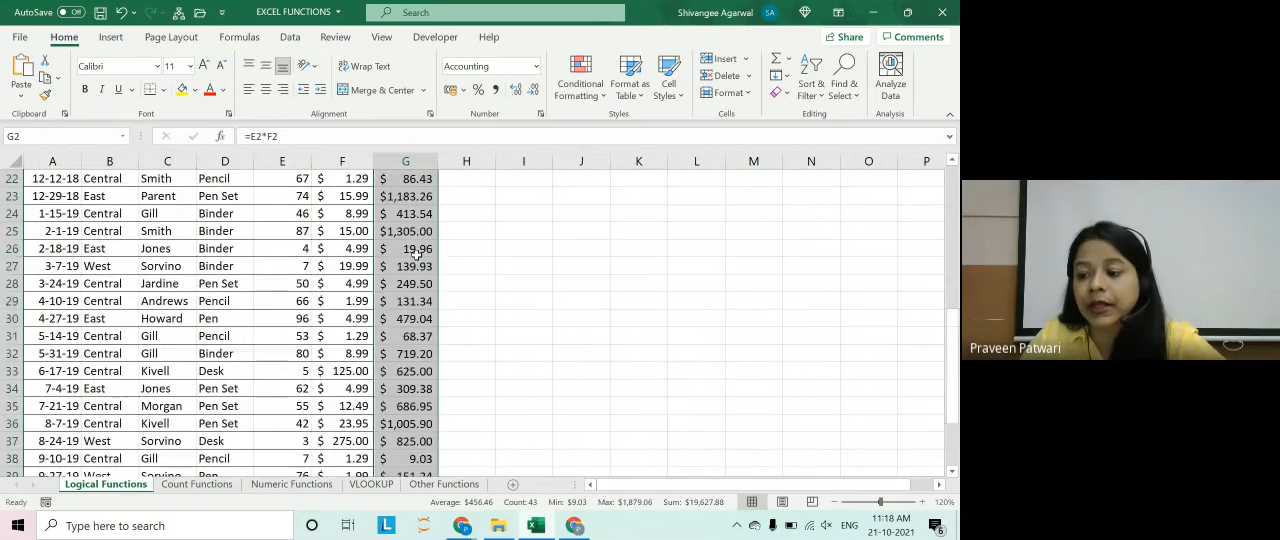 AutoSave Off EXCEL FUNCTIONS Search Shivangee Agarwal SA
File Home Insert Page Layout Formulas Data Review View Developer Help Share Comments
Calibri 11 Wrap Text Accounting Insert
Paste Conditional Formatting Format as Table Cell Styles Delete Sort & Filter Find & Select Analyze Data
B I U A Merge & Center $ % Format
Clipboard Font Alignment Number Styles Cells Editing Analysis
G2 fx =E2*F2
A B C D E F G H I J K L M N O P
22 12-12-18 Central Smith Pencil 67 $ 1.29 $ 86.43
23 12-29-18 East Parent Pen Set 74 $ 15.99 $1,183.26
24 1-15-19 Central Gill Binder 46 $ 8.99 $ 413.54
25 2-1-19 Central Smith Binder 87 $ 15.00 $1,305.00
26 2-18-19 East Jones Binder 4 $ 4.99 $ 19.96
27 3-7-19 West Sorvino Binder 7 $ 19.99 $ 139.93
28 3-24-19 Central Jardine Pen Set 50 $ 4.99 $ 249.50
29 4-10-19 Central Andrews Pencil 66 $ 1.99 $ 131.34
30 4-27-19 East Howard Pen 96 $ 4.99 $ 479.04
31 5-14-19 Central Gill Pencil 53 $ 1.29 $ 68.37
32 5-31-19 Central Gill Binder 80 $ 8.99 $ 719.20
33 6-17-19 Central Kivell Desk 5 $ 125.00 $ 625.00
34 7-4-19 East Jones Pen Set 62 $ 4.99 $ 309.38
35 7-21-19 Central Morgan Pen Set 55 $ 12.49 $ 686.95
36 8-7-19 Central Kivell Pen Set 42 $ 23.95 $1,005.90
37 8-24-19 West Sorvino Desk 3 $ 275.00 $ 825.00
38 9-10-19 Central Gill Pencil 7 $ 1.29 $ 9.03
39 9-27-19 West Sorvino Pen 76 $ 1.99 $ 151.24
Logical Functions Count Functions Numeric Functions VLOOKUP Other Functions
Ready Average: $456.46 Count: 43 Min: $9.03 Max: $1,879.06 Sum: $19,627.88 120%
Type here to search L ENG 11:18 AM
21-10-2021 6
Praveen Patwari